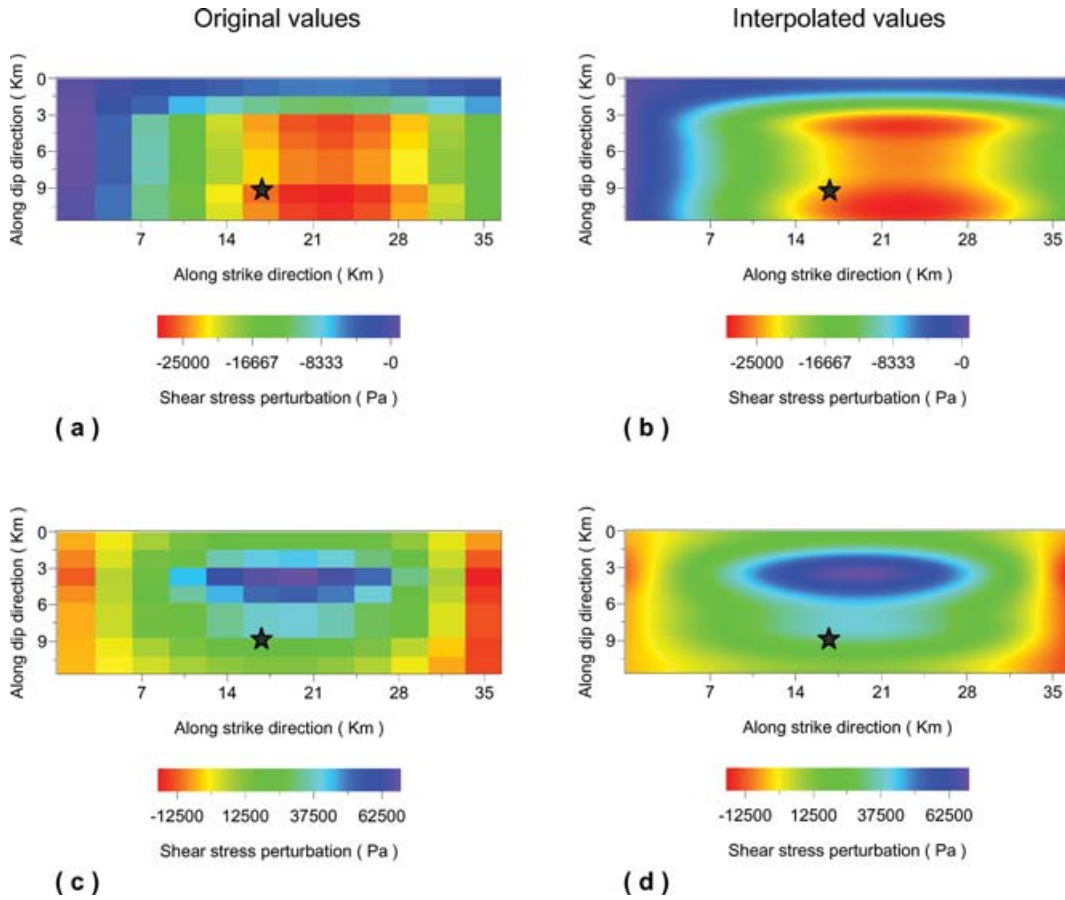 Original values
Interpolated values
Along dip direction ( Km )
0
3
6
9
7 14 21 28 35
Along strike direction ( Km )
-25000 -16667 -8333 -0
Shear stress perturbation ( Pa )
( a )
Along dip direction ( Km )
0
3
6
9
7 14 21 28 35
Along strike direction ( Km )
-25000 -16667 -8333 -0
Shear stress perturbation ( Pa )
( b )
Along dip direction ( Km )
0
3
6
9
7 14 21 28 35
Along strike direction ( Km )
-12500 12500 37500 62500
Shear stress perturbation ( Pa )
( c )
Along dip direction ( Km )
0
3
6
9
7 14 21 28 35
Along strike direction ( Km )
-12500 12500 37500 62500
Shear stress perturbation ( Pa )
( d )